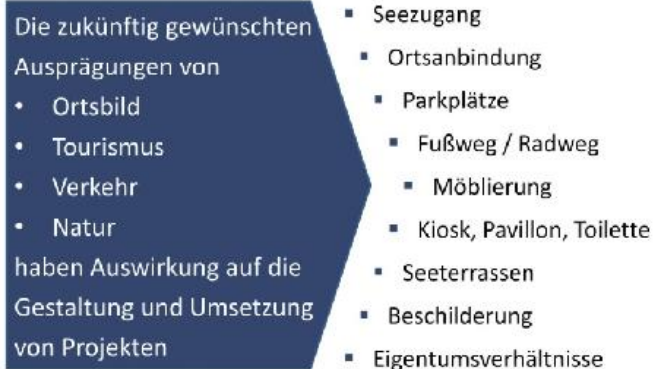 Die zukünftig gewünschten
Ausprägungen von
• Ortsbild
• Tourismus
• Verkehr
• Natur
haben Auswirkung auf die
Gestaltung und Umsetzung
von Projekten
▪ Seezugang
▪ Ortsanbindung
▪ Parkplätze
▪ Fußweg / Radweg
▪ Möblierung
▪ Kiosk, Pavillon, Toilette
▪ Seeterrassen
▪ Beschilderung
▪ Eigentumsverhältnisse